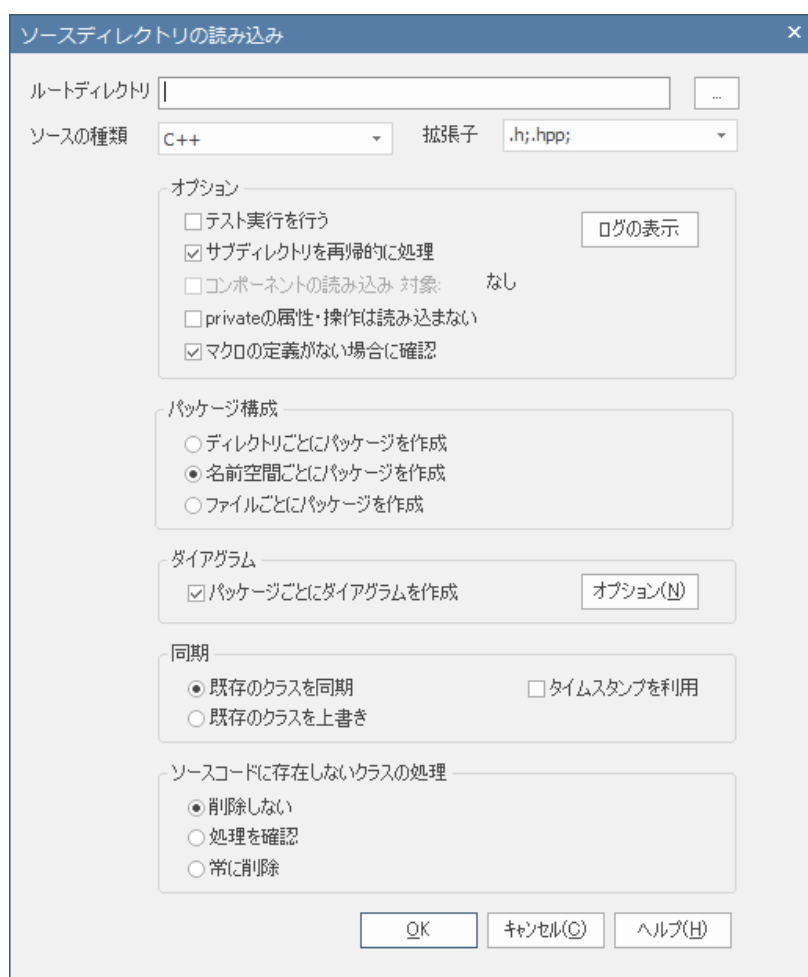 ソースディレクトリの読み込み ×
ルートディレクトリ ...
ソースの種類 C++ 拡張子 .h;.hpp;
オプション
テスト実行を行う ログの表示
サブディレクトリを再帰的に処理
コンポーネントの読み込み 対象: なし
privateの属性・操作は読み込まない
マクロの定義がない場合に確認
パッケージ構成
ディレクトリごとにパッケージを作成
名前空間ごとにパッケージを作成
ファイルごとにパッケージを作成
ダイアグラム
パッケージごとにダイアグラムを作成 オプション(N)
同期
既存のクラスを同期 タイムスタンプを利用
既存のクラスを上書き
ソースコードに存在しないクラスの処理
削除しない
処理を確認
常に削除
OK キャンセル(C) ヘルプ(H)